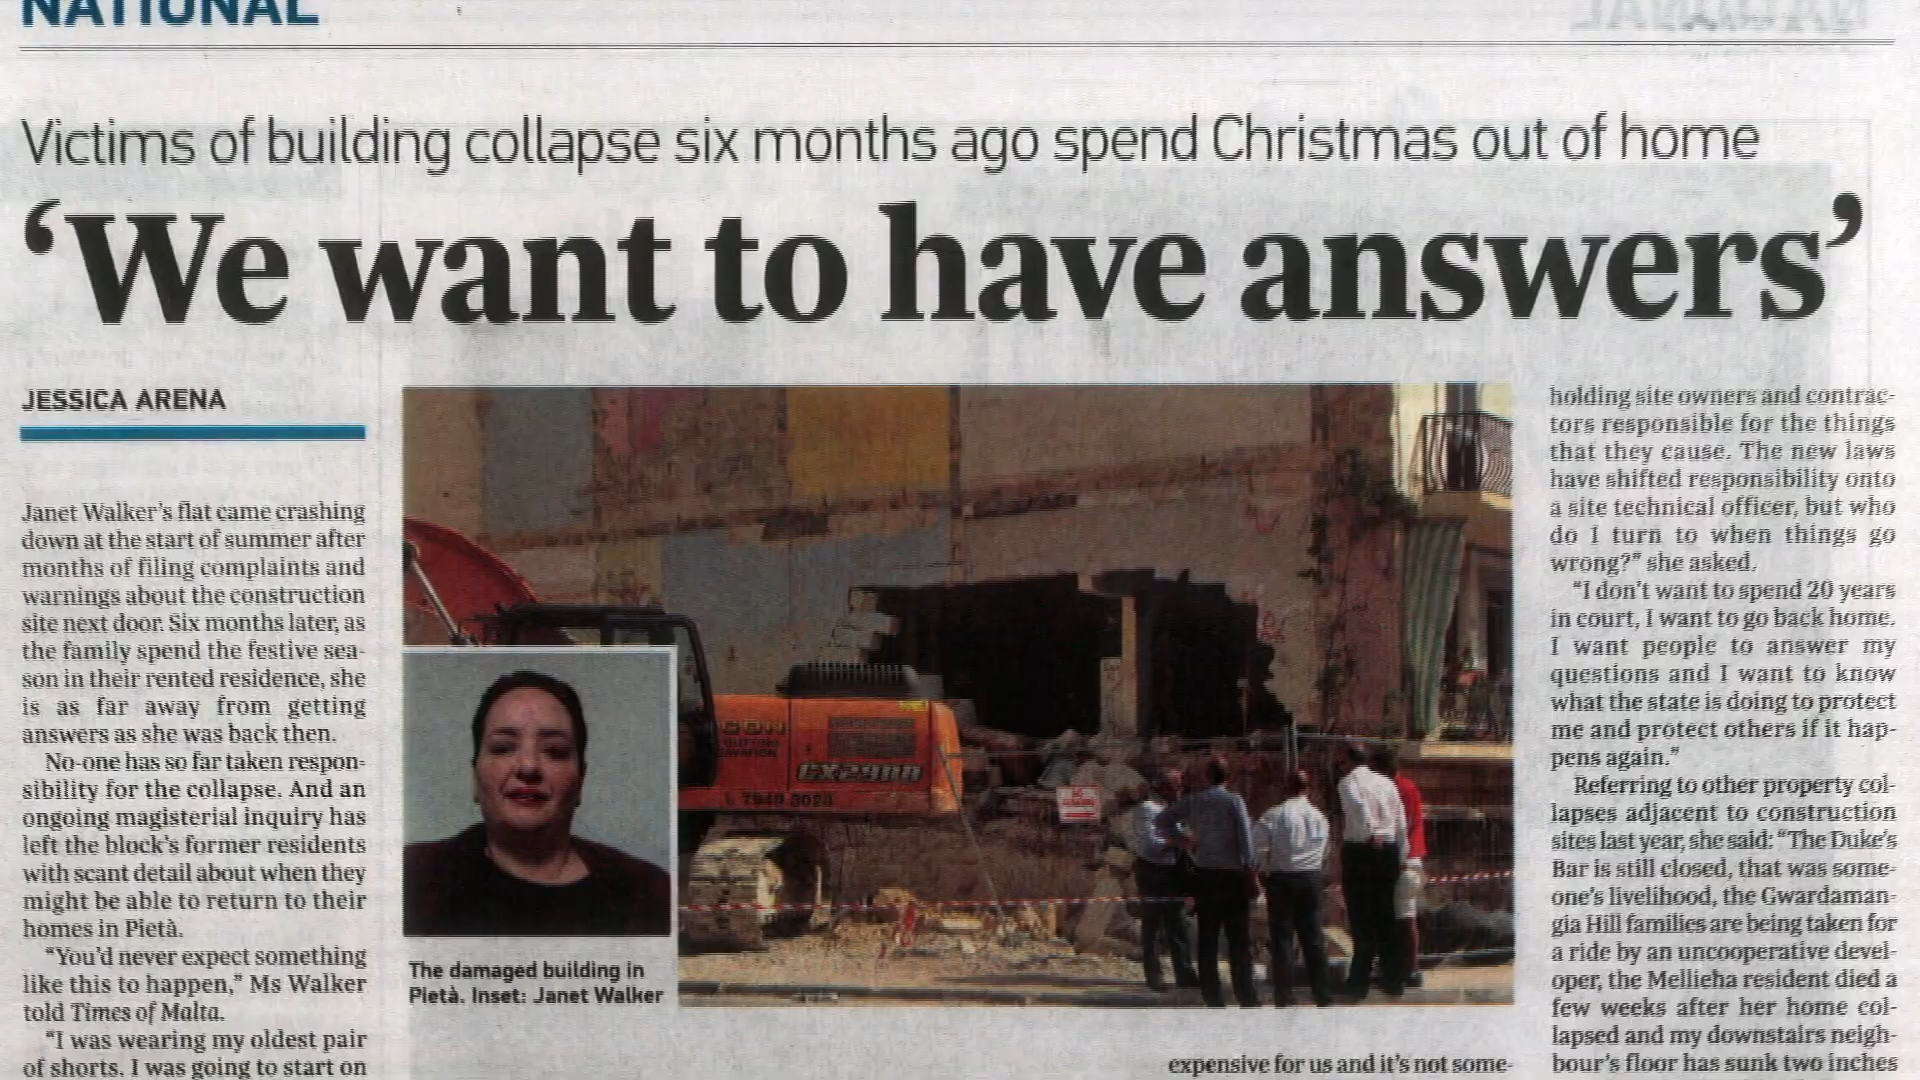 NATIONAL
Victims of building collapse six months ago spend Christmas out of home
‘We want to have answers’
JESSICA ARENA
Janet Walker’s flat came crashing
down at the start of summer after
months of filing complaints and
warnings about the construction
site next door. Six months later, as
the family spend the festive sea-
son in their rented residence, she
is as far away from getting
answers as she was back then.
No-one has so far taken respon-
sibility for the collapse. And an
ongoing magisterial inquiry has
left the block’s former residents
with scant detail about when they
might be able to return to their
homes in Pietà.
“You’d never expect something
like this to happen,” Ms Walker
told Times of Malta.
“I was wearing my oldest pair
of shorts. I was going to start on
The damaged building in
Pietà. Inset: Janet Walker
expensive for us and it’s not some-
holding site owners and contrac-
tors responsible for the things
that they cause. The new laws
have shifted responsibility onto
a site technical officer, but who
do I turn to when things go
wrong?” she asked.
“I don’t want to spend 20 years
in court, I want to go back home.
I want people to answer my
questions and I want to know
what the state is doing to protect
me and protect others if it hap-
pens again.”
Referring to other property col-
lapses adjacent to construction
sites last year, she said: “The Duke’s
Bar is still closed, that was some-
one’s livelihood, the Gwardaman-
gia Hill families are being taken for
a ride by an uncooperative devel-
oper, the Mellieħa resident died a
few weeks after her home col-
lapsed and my downstairs neigh-
bour’s floor has sunk two inches